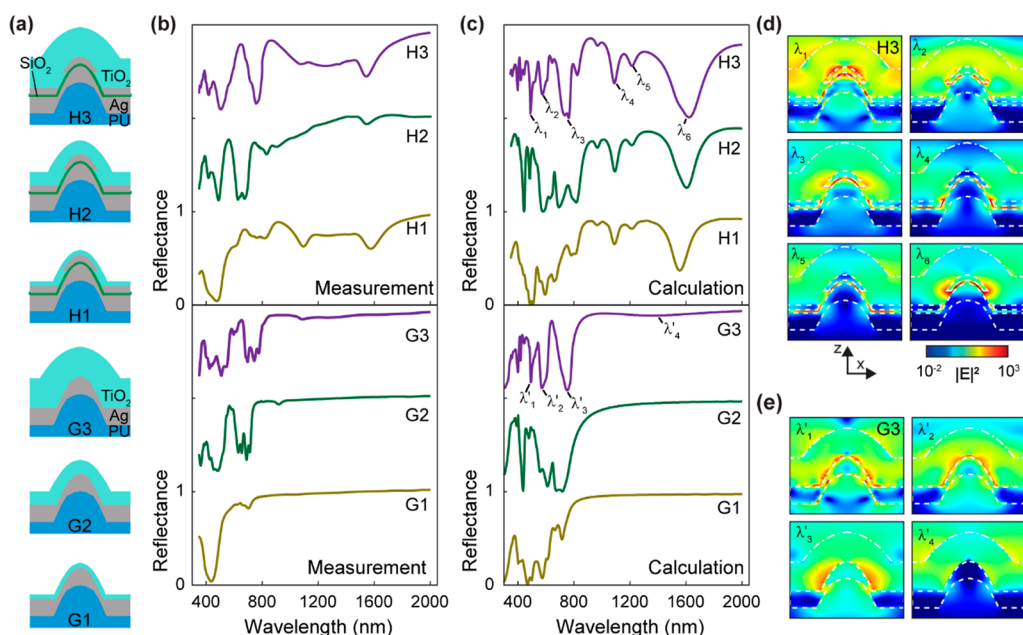 (a)
SiO₂
TiO₂
Ag
PU
H3
H2
H1
TiO₂
Ag
PU
G3
G2
G1
(b)
H3
H2
1
H1
Reflectance
0
Measurement
G3
G2
1
G1
Reflectance
0
Measurement
400 800 1200 1600 2000
Wavelength (nm)
(c)
H3
λ₁
λ₂
λ₃
λ₄
λ₅
λ₆
H2
1
H1
Reflectance
0
Calculation
G3
λ'₁
λ'₂
λ'₃
λ'₄
G2
1
G1
Reflectance
0
Calculation
400 800 1200 1600 2000
Wavelength (nm)
(d)
λ₁ H3
λ₂
λ₃
λ₄
λ₅
λ₆
z
x
10⁻² |E|² 10³
(e)
λ'₁ G3
λ'₂
λ'₃
λ'₄